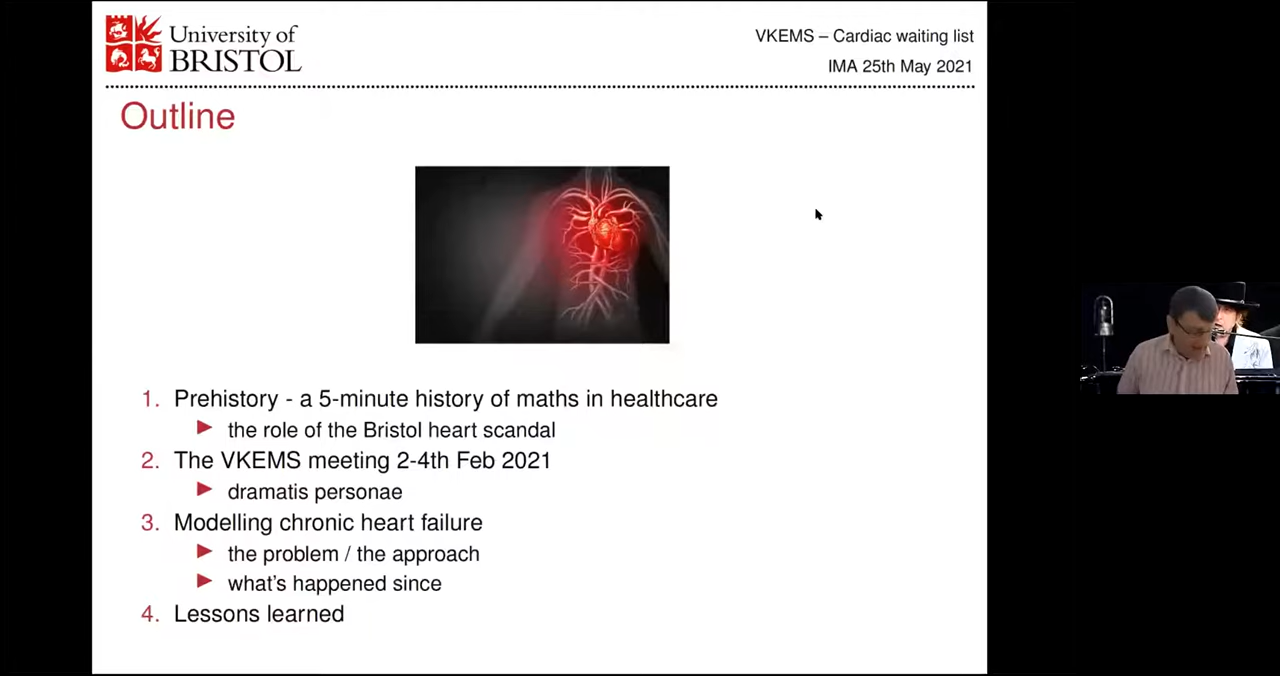 University of
BRISTOL
VKEMS – Cardiac waiting list
IMA 25th May 2021
Outline
1. Prehistory - a 5-minute history of maths in healthcare
▶ the role of the Bristol heart scandal
2. The VKEMS meeting 2-4th Feb 2021
▶ dramatis personae
3. Modelling chronic heart failure
▶ the problem / the approach
▶ what's happened since
4. Lessons learned